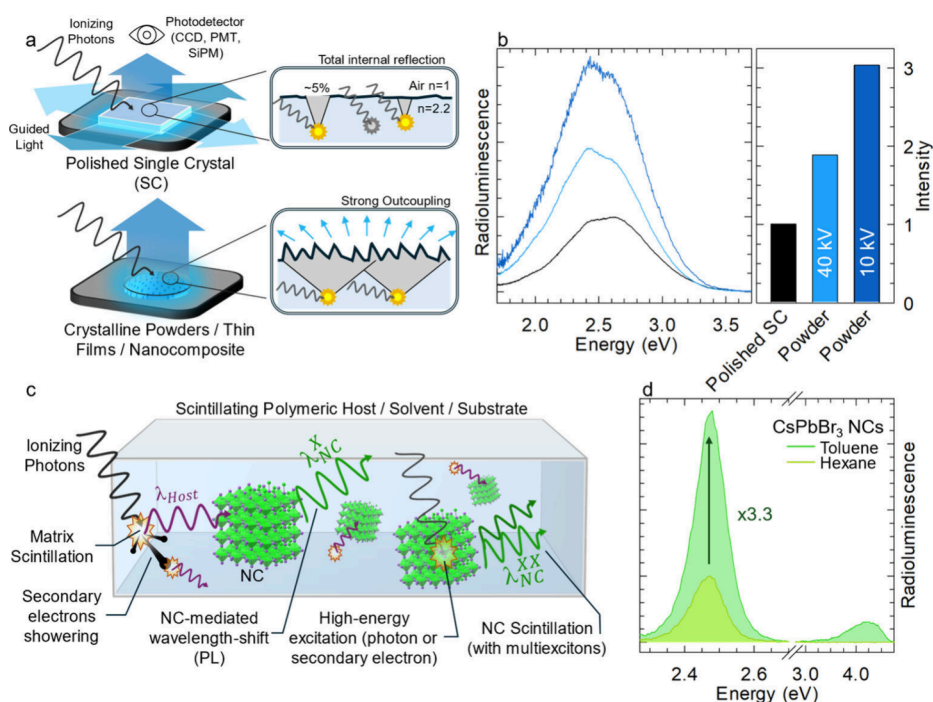 a
Ionizing
Photons
Photodetector
(CCD, PMT,
SiPM)
Total internal reflection
~5%
Air n=1
n=2.2
Guided
Light
Polished Single Crystal
(SC)
Strong Outcoupling
Crystalline Powders / Thin
Films / Nanocomposite
b
Radioluminescence
2.0 2.5 3.0 3.5
Energy (eV)
40 kV
10 kV
Polished SC
Powder
Powder
3
2
1
0
Intensity
c
Scintillating Polymeric Host / Solvent / Substrate
Ionizing
Photons
λHost
λXNC
Matrix
Scintillation
NC
λXXNC
Secondary
electrons
showering
NC-mediated
wavelength-shift
(PL)
High-energy
excitation (photon or
secondary electron)
NC Scintillation
(with multiexcitons)
d
CsPbBr3 NCs
Toluene
Hexane
x3.3
Radioluminescence
2.4 2.6 3.0 4.0
Energy (eV)